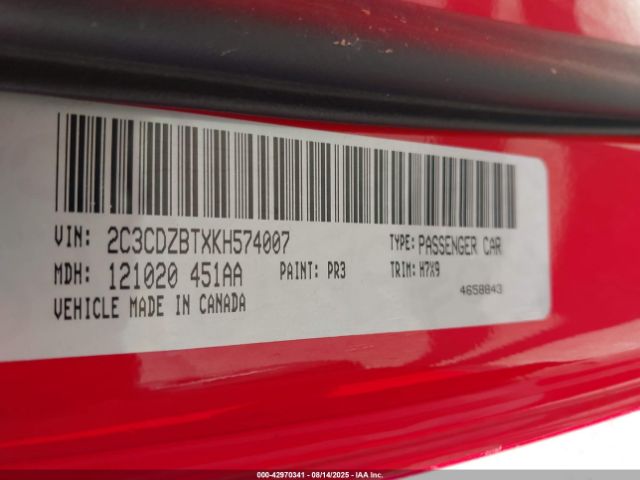 VIN: 2C3CDZBTXKH574007 TYPE: PASSENGER CAR
MDH: 121020 451AA PAINT: PR3 TRIM: H7X9
4658843
VEHICLE MADE IN CANADA
000-42970341 - 08/14/2025 - IAA Inc.